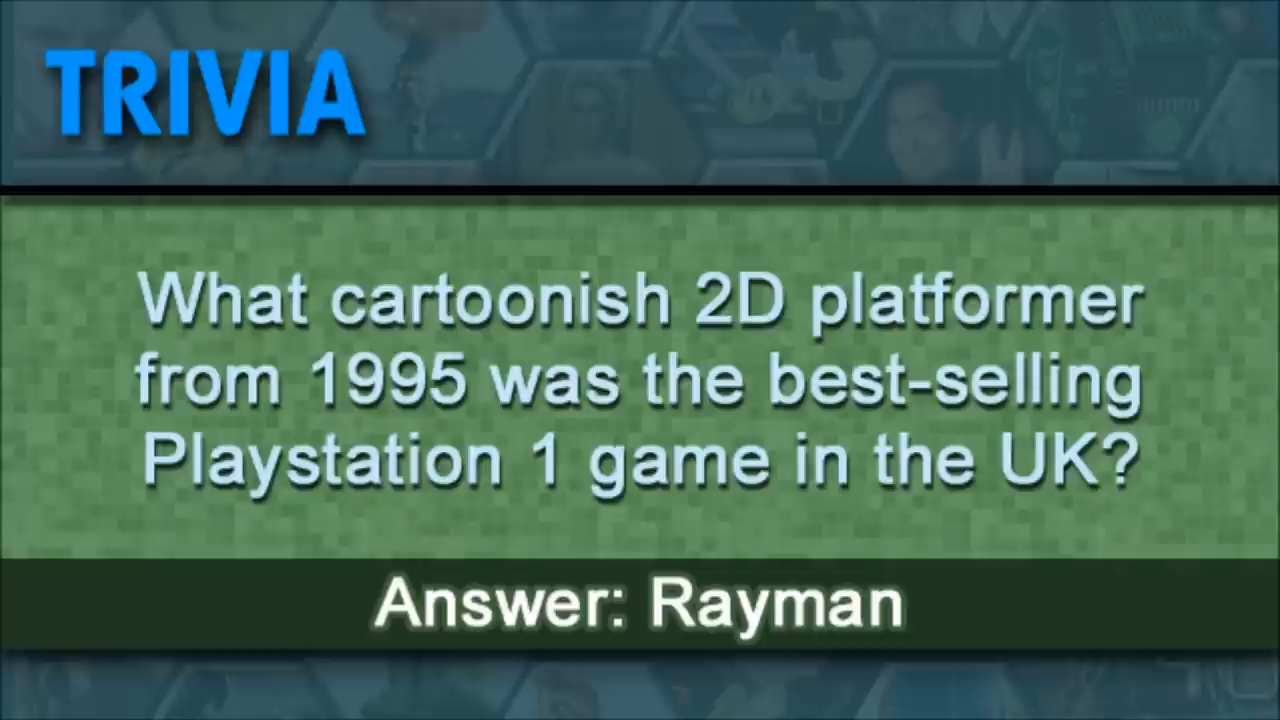 TRIVIA
What cartoonish 2D platformer
from 1995 was the best-selling
Playstation 1 game in the UK?
Answer: Rayman